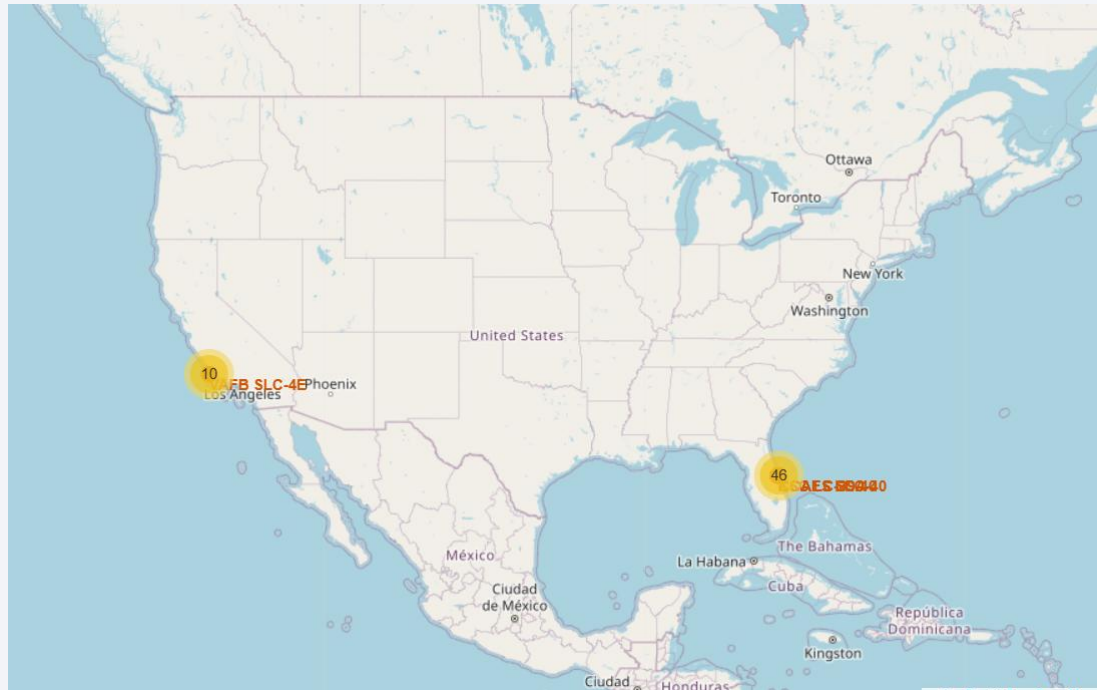 Ottawa
Toronto
New York
Washington
United States
10
VAFB SLC-4E
Phoenix
Los Angeles
46
La Habana
The Bahamas
México
Cuba
Ciudad
de México
República
Dominicana
Kingston
Ciudad
Honduras